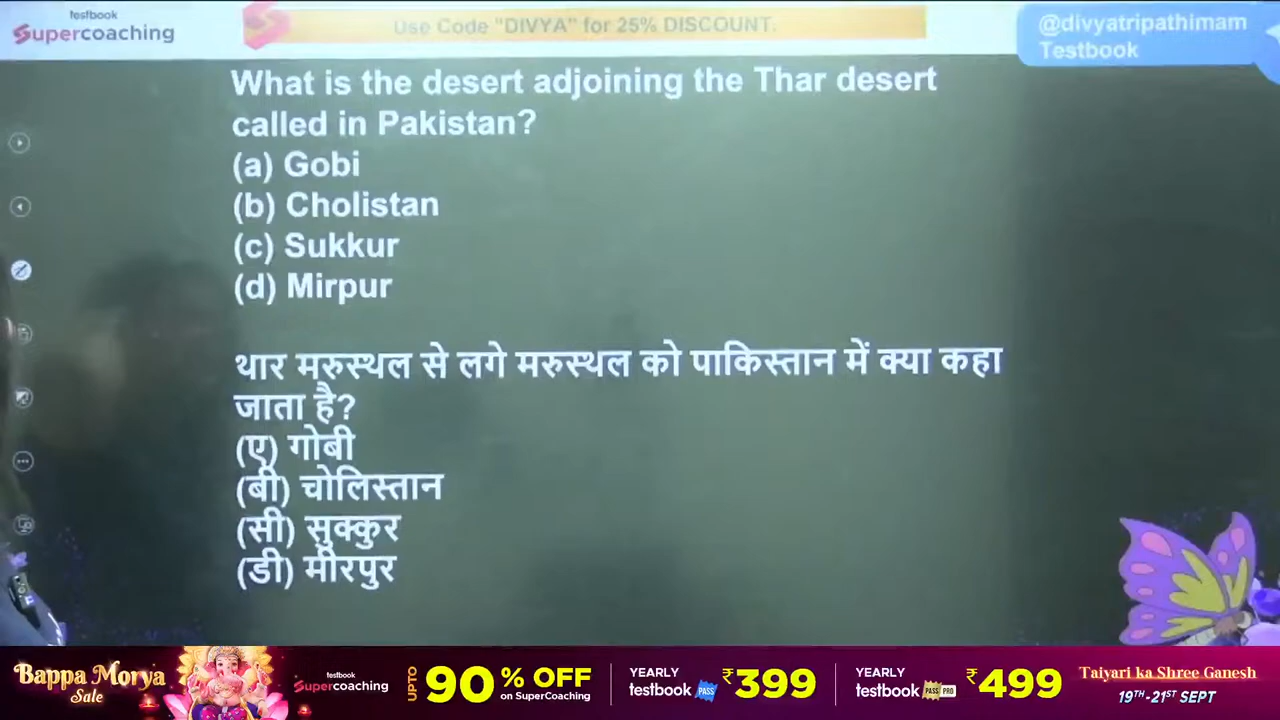 testbook
Supercoaching
Use Code "DIVYA" for 25% DISCOUNT.
@divyatripathimam
Testbook
What is the desert adjoining the Thar desert
called in Pakistan?
(a) Gobi
(b) Cholistan
(c) Sukkur
(d) Mirpur
थार मरुस्थल से लगे मरुस्थल को पाकिस्तान में क्या कहा
जाता है?
(ए) गोबी
(बी) चोलिस्तान
(सी) सुक्कुर
(डी) मीरपुर
Bappa Morya
Sale
testbook
Supercoaching
UPTO 90% OFF
on SuperCoaching
YEARLY
testbook PASS
₹399
YEARLY
testbook PASS PRO
₹499
Taiyari ka Shree Ganesh
19TH-21ST SEPT